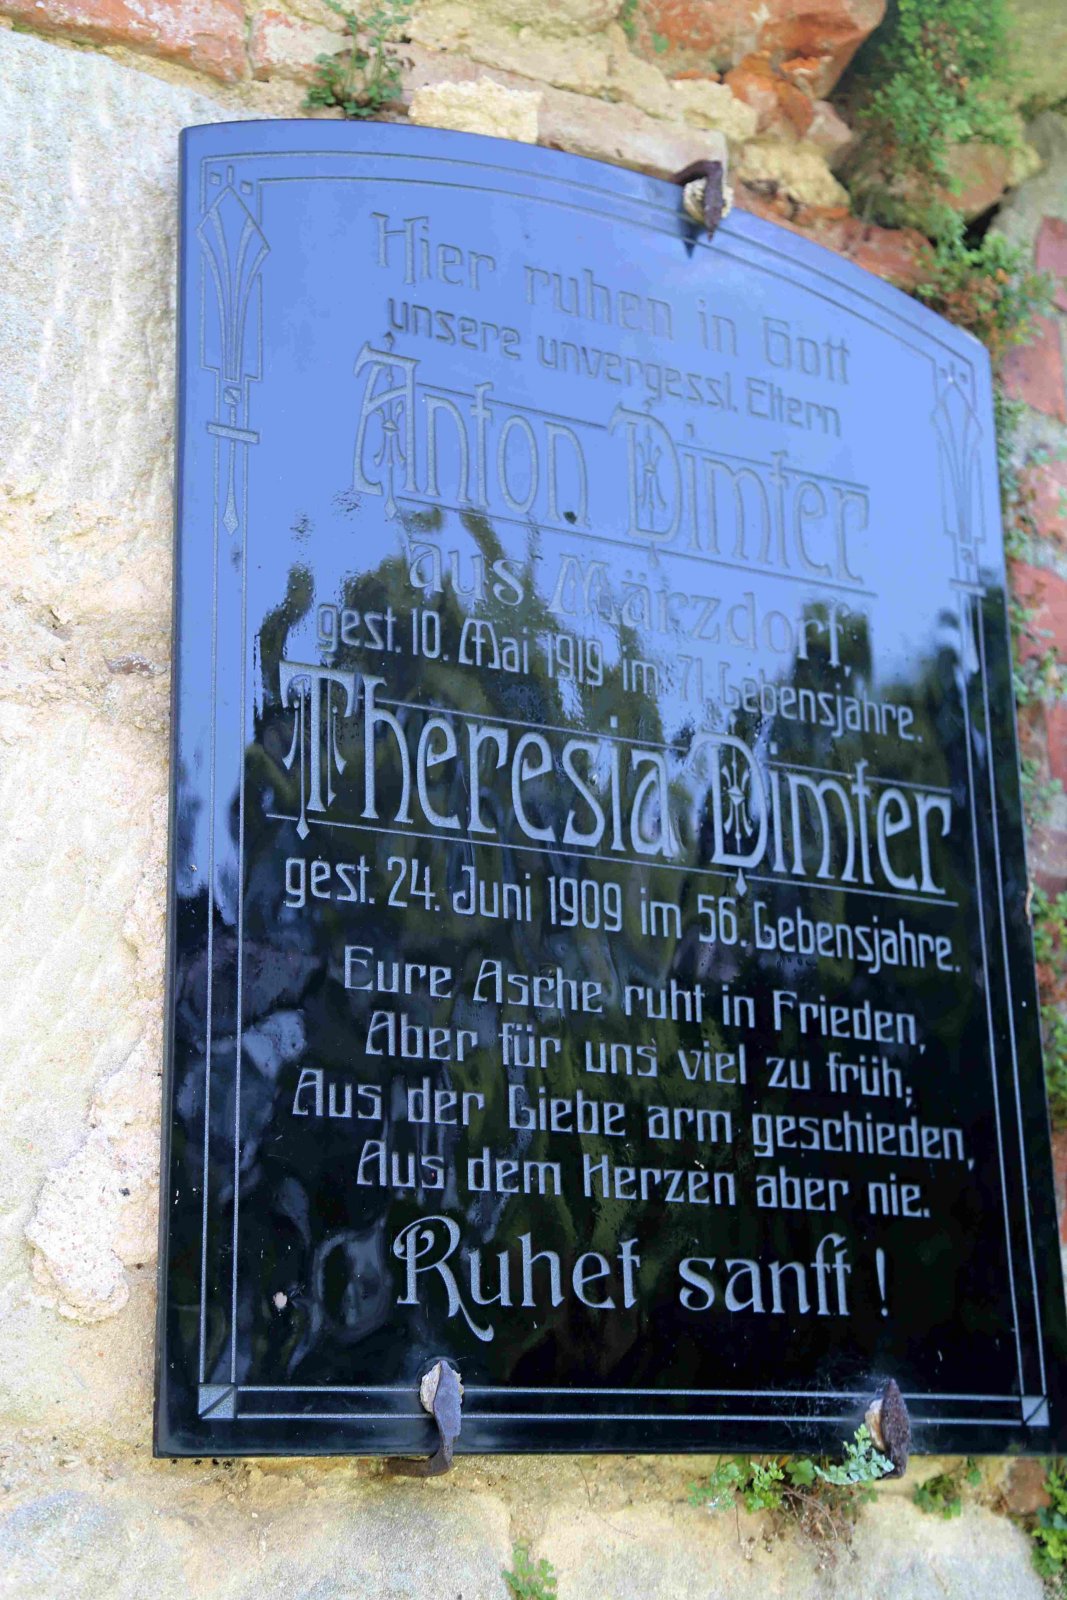 Hier ruhen in Gott
unsere unvergessl. Eltern
Anton Dimter
aus Märzdorf,
gest. 10. Mai 1919 im 71. Lebensjahre.
Theresia Dimter
gest. 24. Juni 1909 im 56. Lebensjahre.
Eure Asche ruht in Frieden,
Aber für uns viel zu früh;
Aus der Liebe arm geschieden,
Aus dem Herzen aber nie.
Ruhet sanft !